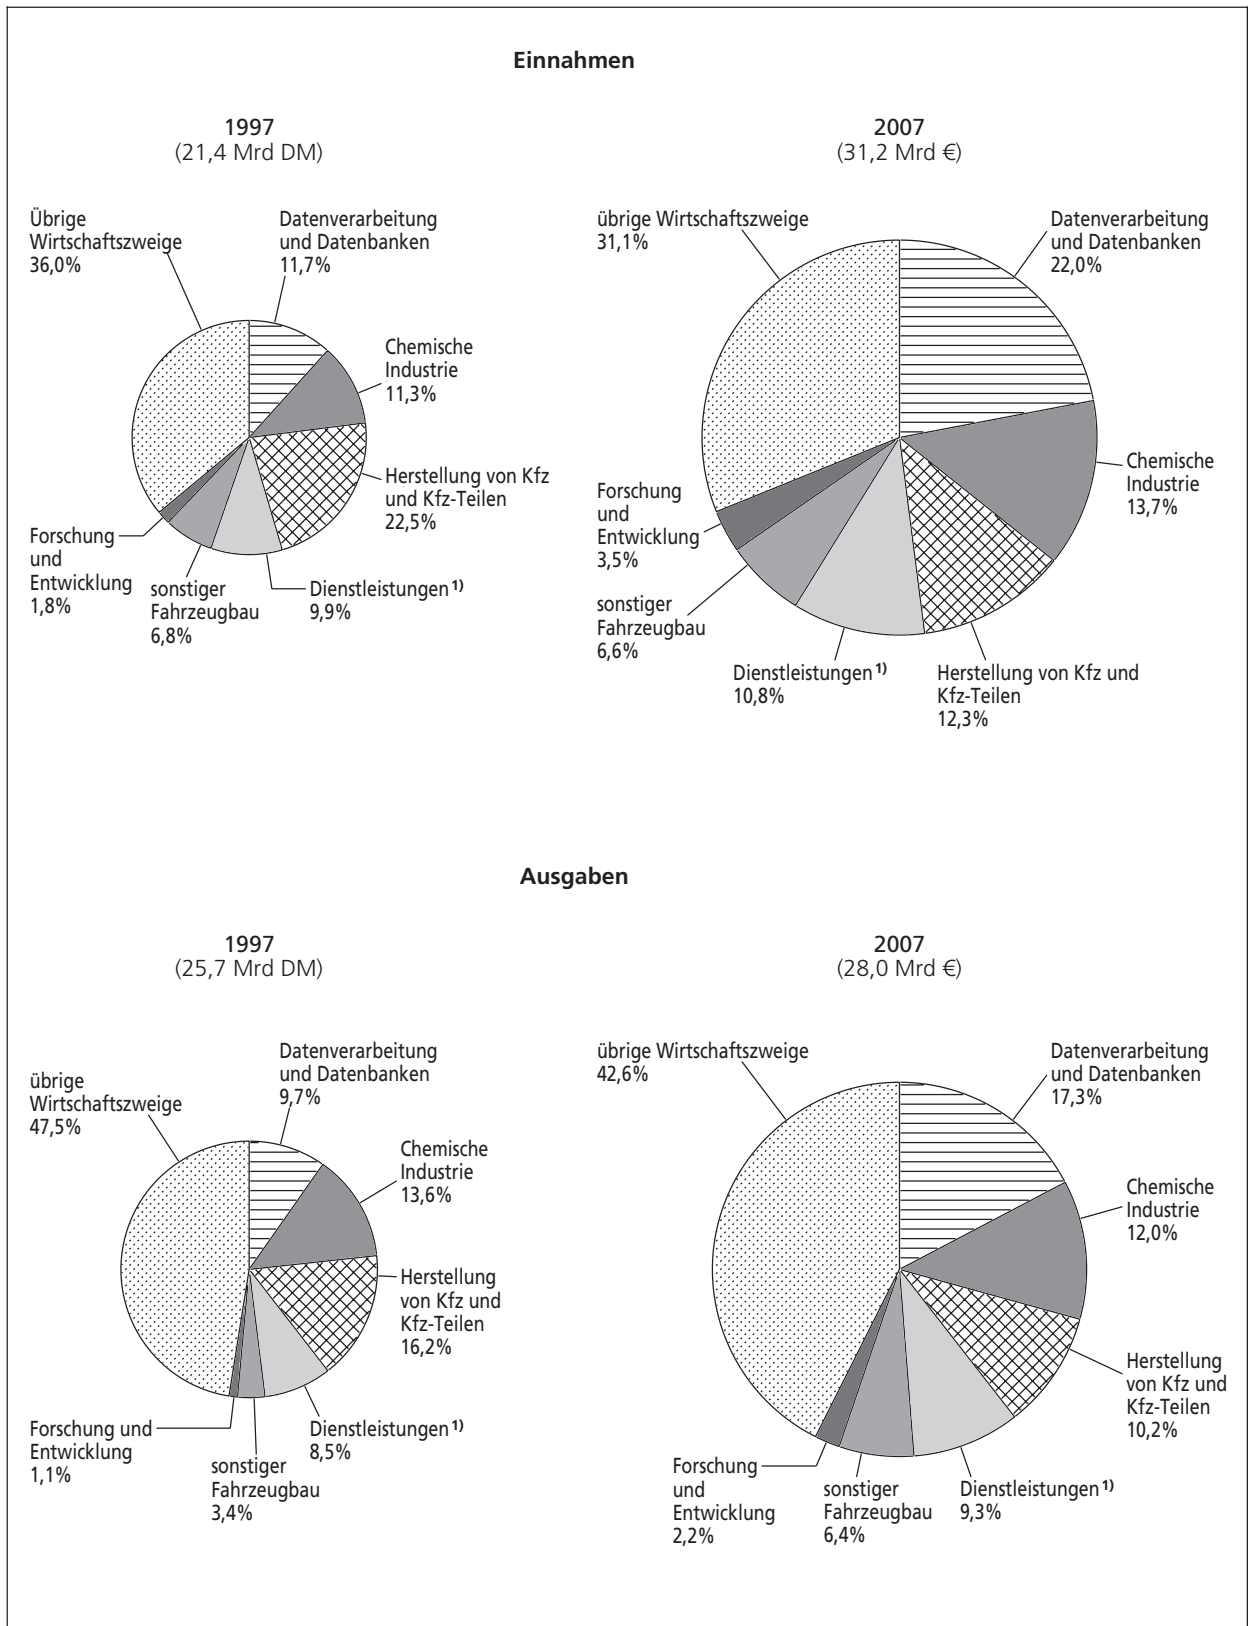 Einnahmen
1997
(21,4 Mrd DM)
Übrige
Wirtschaftszweige
36,0%
Datenverarbeitung
und Datenbanken
11,7%
Chemische
Industrie
11,3%
Herstellung von Kfz
und Kfz-Teilen
22,5%
Dienstleistungen 1)
9,9%
sonstiger
Fahrzeugbau
6,8%
Forschung
und
Entwicklung
1,8%
2007
(31,2 Mrd €)
übrige Wirtschaftszweige
31,1%
Datenverarbeitung
und Datenbanken
22,0%
Chemische
Industrie
13,7%
Herstellung von Kfz und
Kfz-Teilen
12,3%
Dienstleistungen 1)
10,8%
sonstiger
Fahrzeugbau
6,6%
Forschung
und
Entwicklung
3,5%
Ausgaben
1997
(25,7 Mrd DM)
übrige
Wirtschaftszweige
47,5%
Datenverarbeitung
und Datenbanken
9,7%
Chemische
Industrie
13,6%
Herstellung
von Kfz und
Kfz-Teilen
16,2%
Dienstleistungen 1)
8,5%
sonstiger
Fahrzeugbau
3,4%
Forschung und
Entwicklung
1,1%
2007
(28,0 Mrd €)
übrige Wirtschaftszweige
42,6%
Datenverarbeitung
und Datenbanken
17,3%
Chemische
Industrie
12,0%
Herstellung
von Kfz und
Kfz-Teilen
10,2%
Dienstleistungen 1)
9,3%
sonstiger
Fahrzeugbau
6,4%
Forschung
und
Entwicklung
2,2%